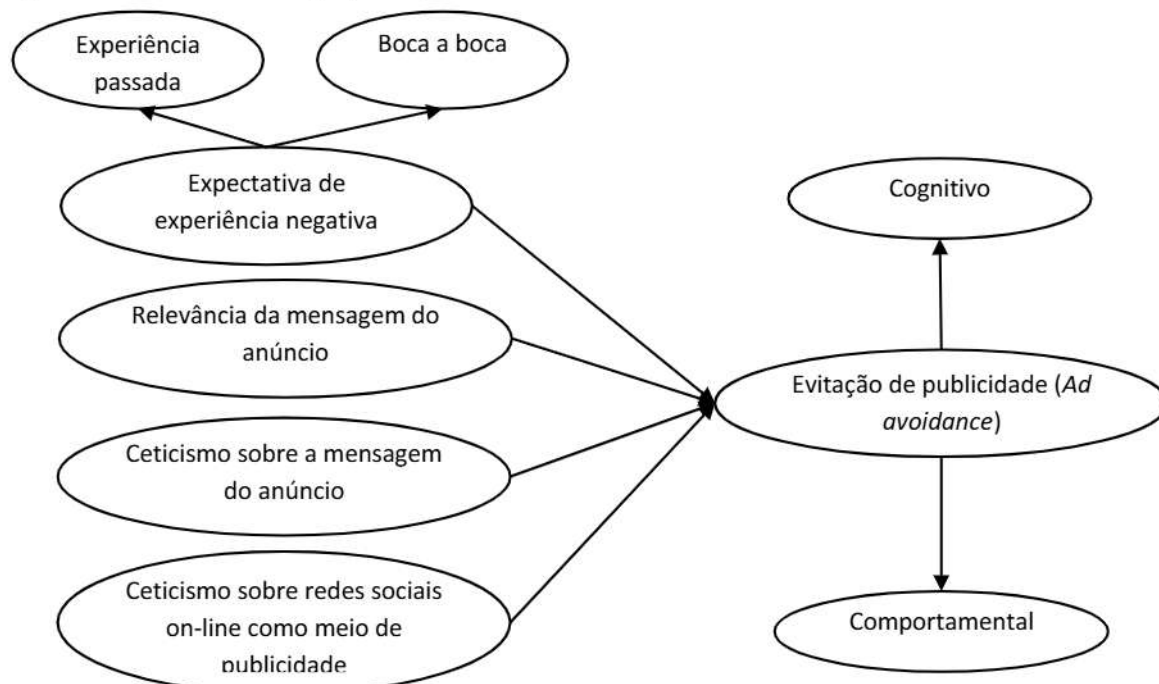 Experiência
passada
Boca a boca
Expectativa de
experiência negativa
Cognitivo
Relevância da mensagem do
anúncio
Evitação de publicidade (Ad
avoidance)
Ceticismo sobre a mensagem
do anúncio
Ceticismo sobre redes sociais
on-line como meio de
publicidade
Comportamental